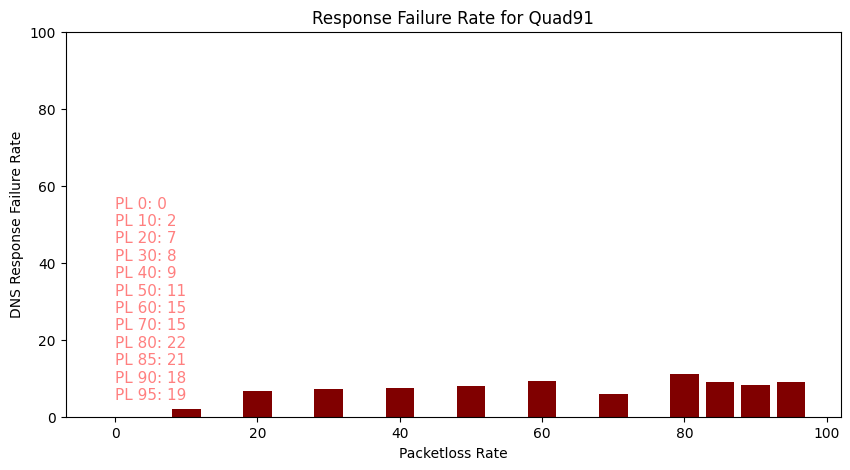 Response Failure Rate for Quad91
100
80
60
40
20
0
DNS Response Failure Rate
PL 0: 0
PL 10: 2
PL 20: 7
PL 30: 8
PL 40: 9
PL 50: 11
PL 60: 15
PL 70: 15
PL 80: 22
PL 85: 21
PL 90: 18
PL 95: 19
0 20 40 60 80 100
Packetloss Rate